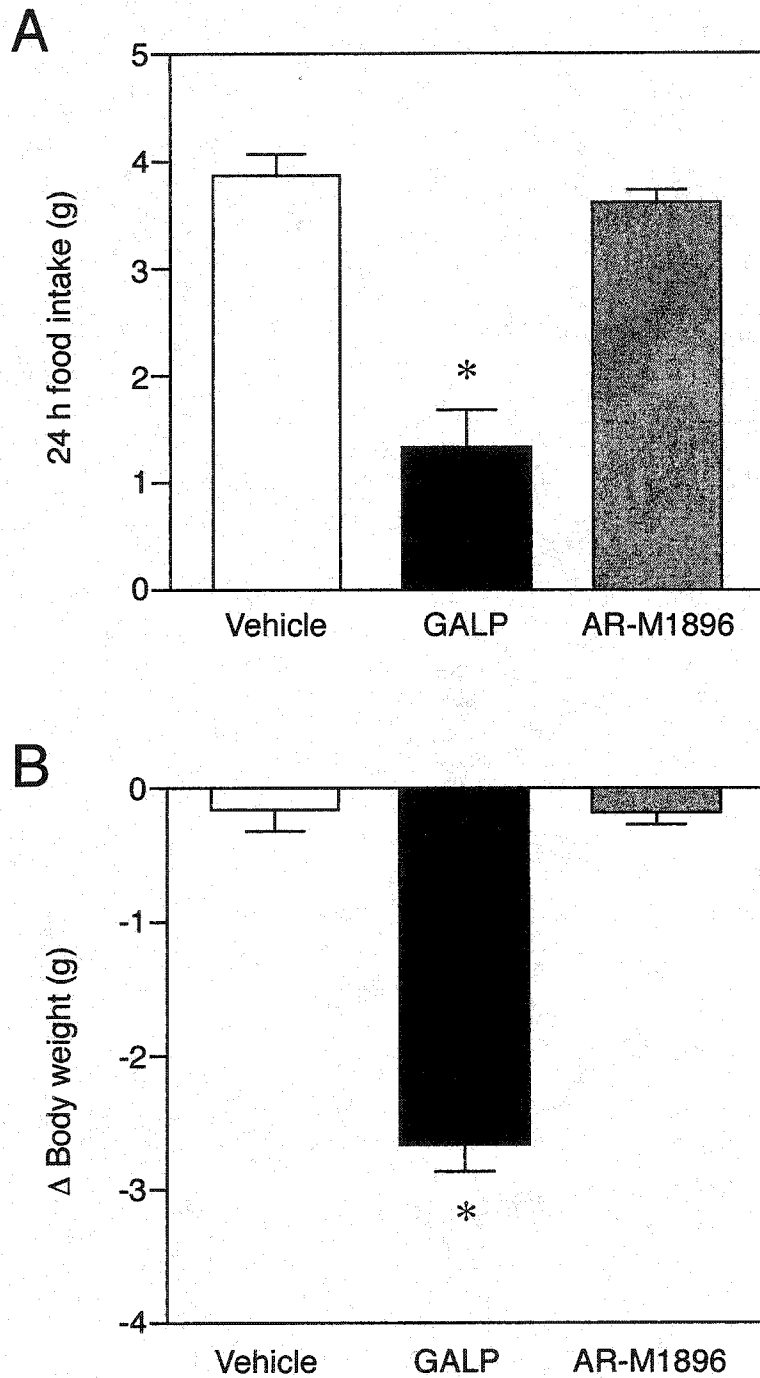 A
5
4
3
2
1
0
24 h food intake (g)
*
Vehicle GALP AR-M1896
B
0
-1
-2
-3
-4
Δ Body weight (g)
*
Vehicle GALP AR-M1896